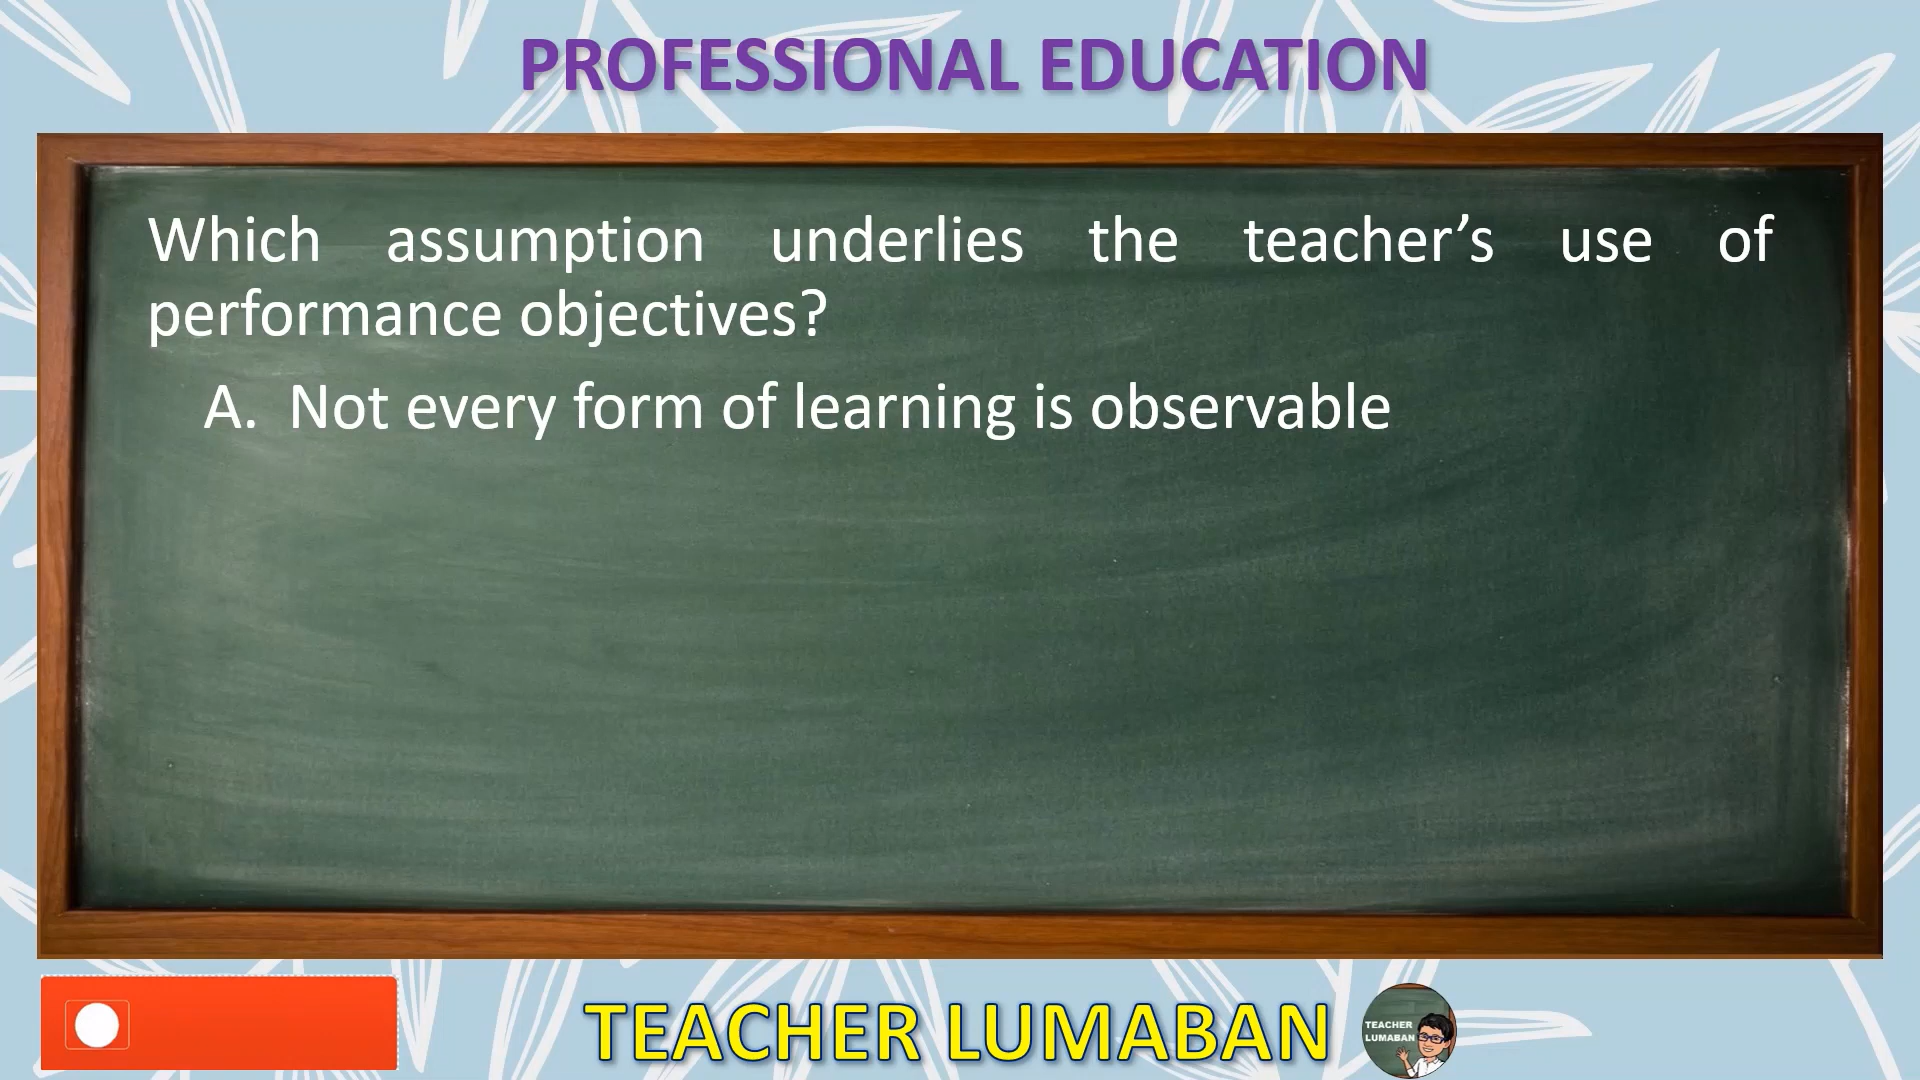 PROFESSIONAL EDUCATION
Which assumption underlies the teacher’s use of
performance objectives?
A. Not every form of learning is observable
TEACHER LUMABAN
TEACHER
LUMABAN